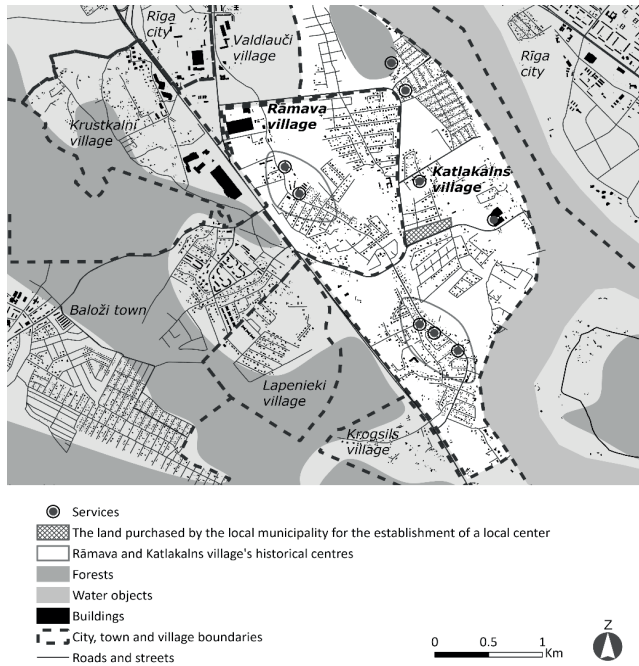 Rīga
city
Valdlauči
village
Rīga
city
Rāmava
village
Krustkalni
village
Katlakalns
village
Baloži town
Lapenieki
village
Krogsils
village
Services
The land purchased by the local municipality for the establishment of a local center
Rāmava and Katlakalns village's historical centres
Forests
Water objects
Buildings
City, town and village boundaries
Roads and streets
Z
0 0.5 1
Km